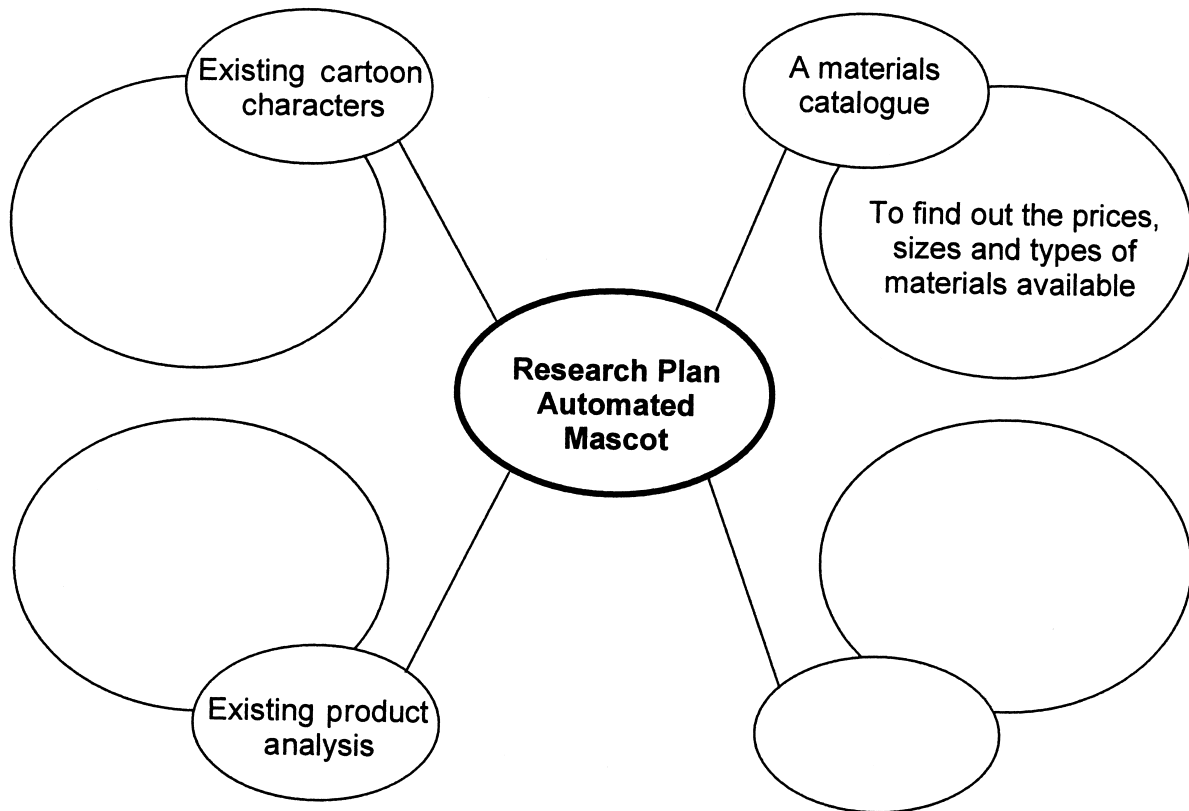 Existing cartoon
characters
A materials
catalogue
To find out the prices,
sizes and types of
materials available
Research Plan
Automated
Mascot
Existing product
analysis